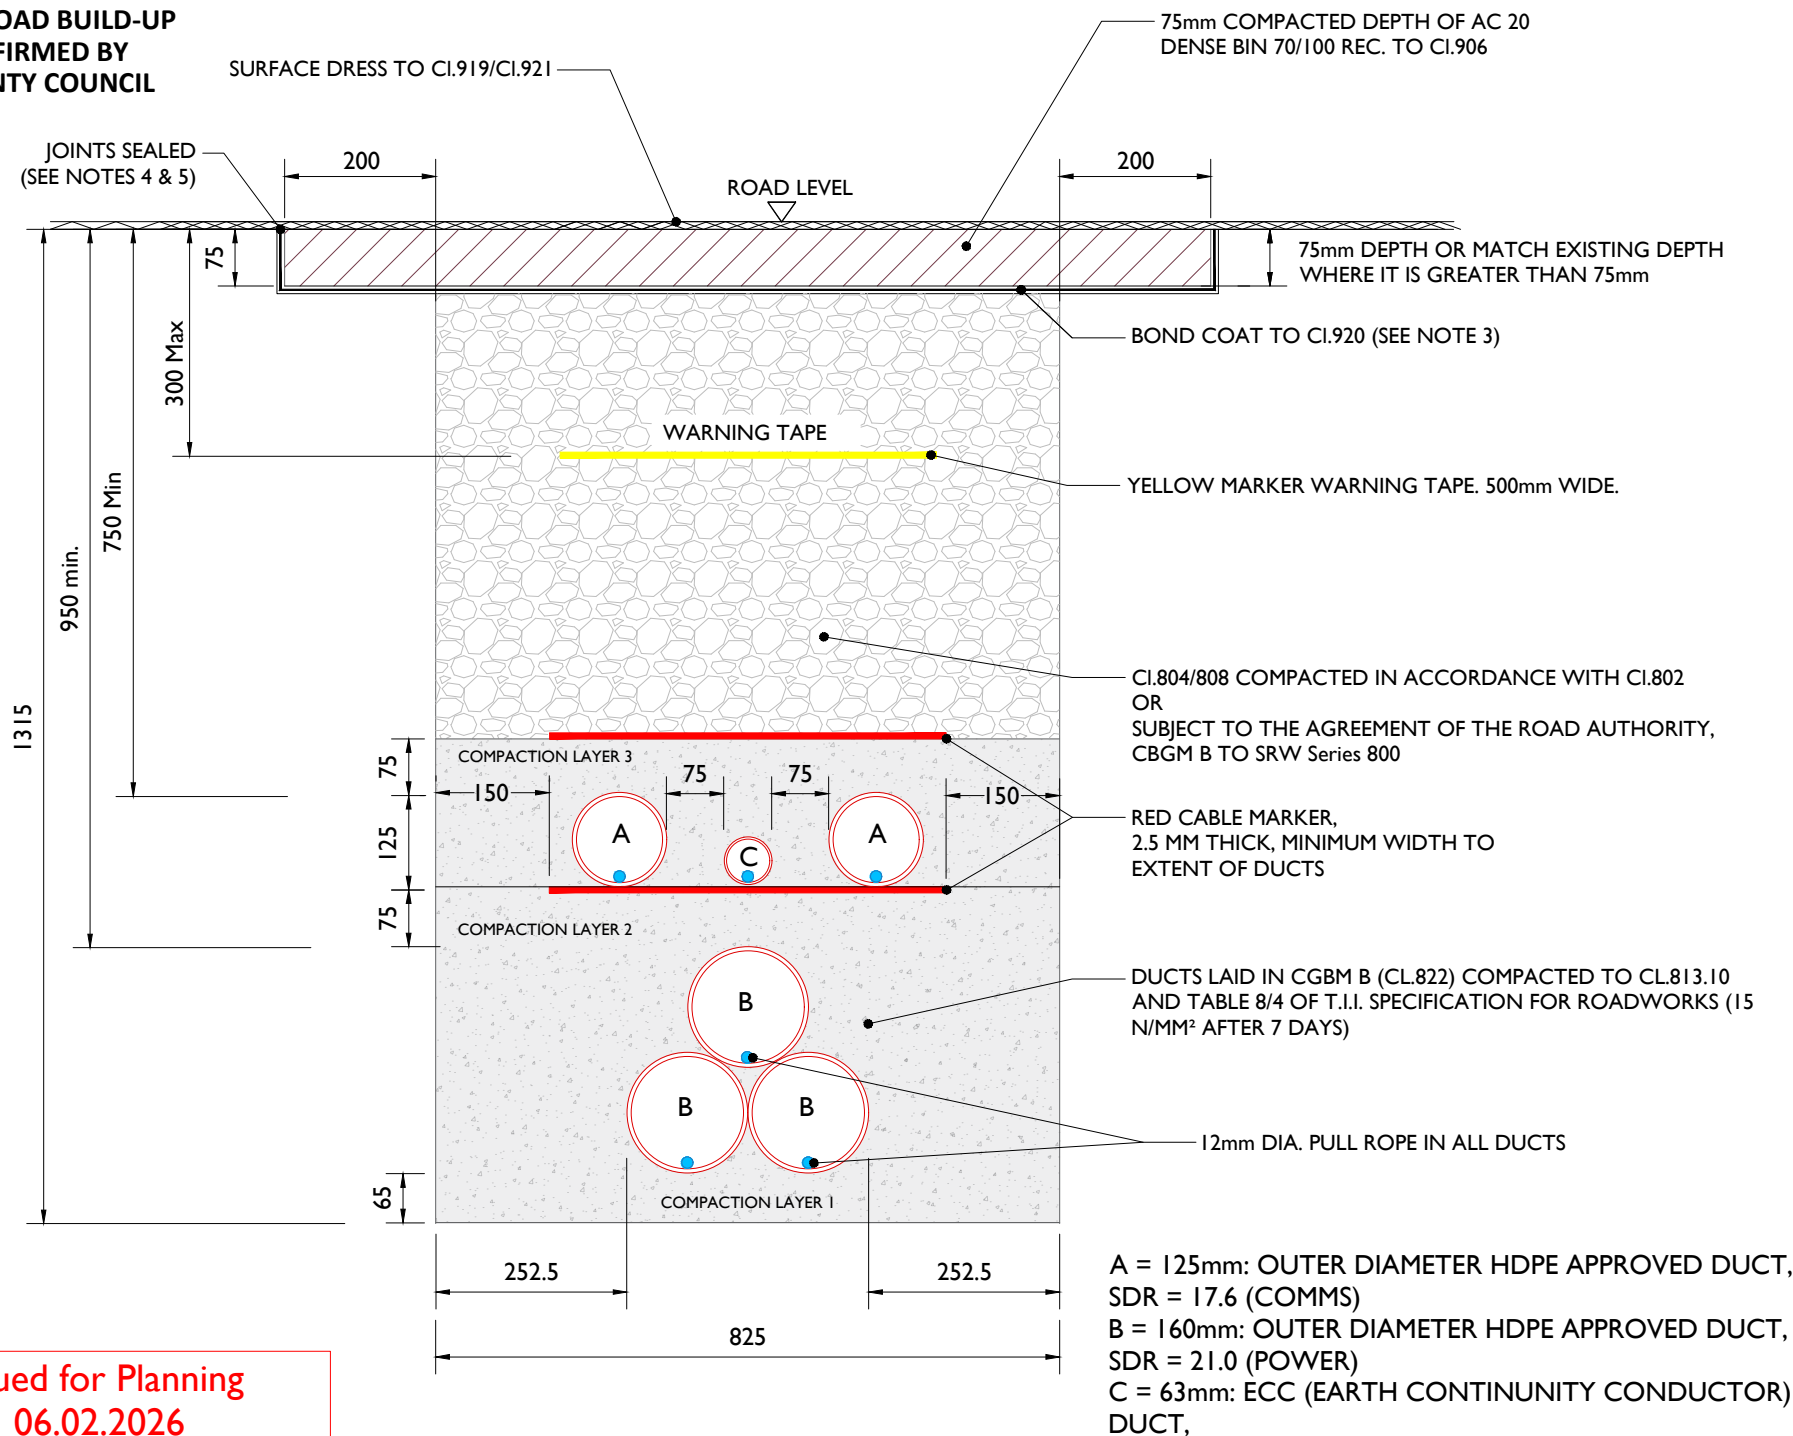 OAD BUILD-UP
FIRMED BY
NTY COUNCIL
SURFACE DRESS TO Cl.919/Cl.921
75mm COMPACTED DEPTH OF AC 20
DENSE BIN 70/100 REC. TO Cl.906
JOINTS SEALED
(SEE NOTES 4 & 5)
200
200
ROAD LEVEL
75
75mm DEPTH OR MATCH EXISTING DEPTH
WHERE IT IS GREATER THAN 75mm
300 Max
BOND COAT TO Cl.920 (SEE NOTE 3)
WARNING TAPE
YELLOW MARKER WARNING TAPE. 500mm WIDE.
750 Min
950 min.
1315
Cl.804/808 COMPACTED IN ACCORDANCE WITH Cl.802
OR
SUBJECT TO THE AGREEMENT OF THE ROAD AUTHORITY,
CBGM B TO SRW Series 800
75
COMPACTION LAYER 3
75
75
150
150
RED CABLE MARKER,
2.5 MM THICK, MINIMUM WIDTH TO
EXTENT OF DUCTS
125
A
C
A
75
COMPACTION LAYER 2
DUCTS LAID IN CGBM B (CL.822) COMPACTED TO CL.813.10
AND TABLE 8/4 OF T.I.I. SPECIFICATION FOR ROADWORKS (15
N/MM² AFTER 7 DAYS)
B
B
B
12mm DIA. PULL ROPE IN ALL DUCTS
65
COMPACTION LAYER 1
252.5
252.5
825
A = 125mm: OUTER DIAMETER HDPE APPROVED DUCT,
SDR = 17.6 (COMMS)
B = 160mm: OUTER DIAMETER HDPE APPROVED DUCT,
SDR = 21.0 (POWER)
C = 63mm: ECC (EARTH CONTINUNITY CONDUCTOR)
DUCT,
ued for Planning
06.02.2026